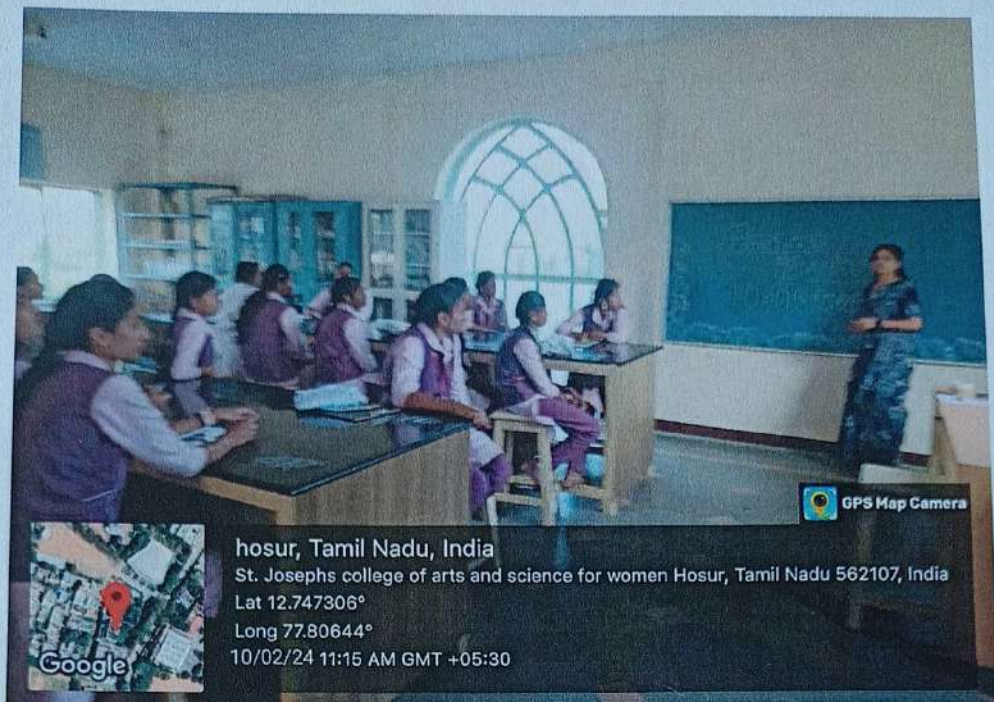 GPS Map Camera
hosur, Tamil Nadu, India
St. Josephs college of arts and science for women Hosur, Tamil Nadu 562107, India
Lat 12.747306°
Long 77.80644°
10/02/24 11:15 AM GMT +05:30
Google